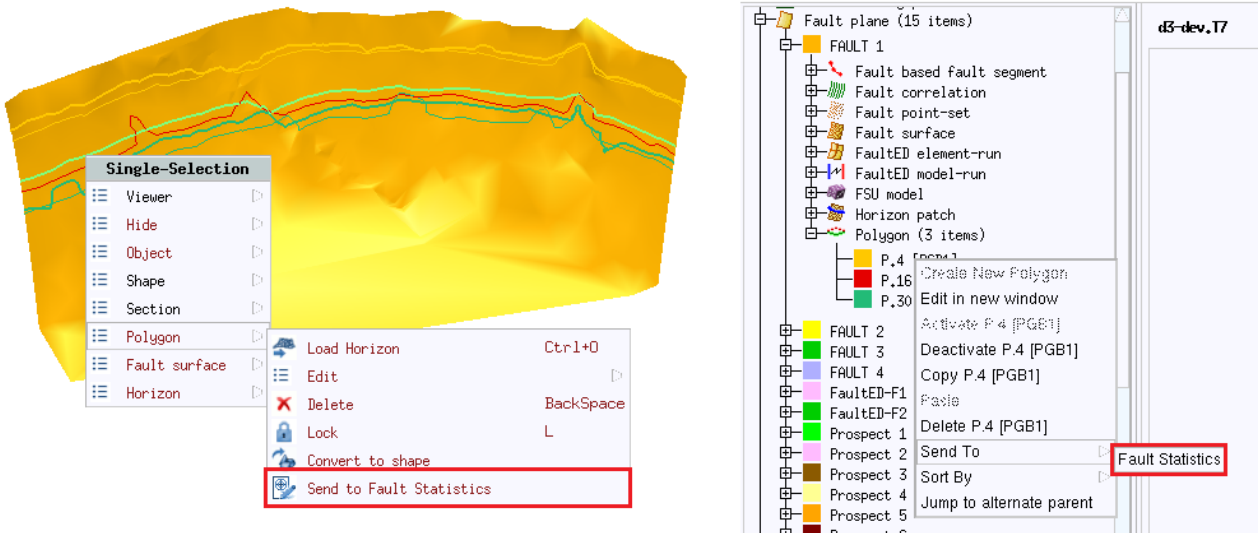 Single-Selection
Viewer
Hide
Object
Shape
Section
Polygon
Fault surface
Horizon
Load Horizon Ctrl+O
Edit
Delete BackSpace
Lock L
Convert to shape
Send to Fault Statistics
Fault plane (15 items)
FAULT 1
Fault based fault segment
Fault correlation
Fault point-set
Fault surface
FaultED element-run
FaultED model-run
FSU model
Horizon patch
Polygon (3 items)
P.4 [PGB1]
P.16
P.30
FAULT 2
FAULT 3
FAULT 4
FaultED-F1
FaultED-F2
Prospect 1
Prospect 2
Prospect 3
Prospect 4
Prospect 5
Create New Polygon
Edit in new window
Activate P.4 [PGB1]
Deactivate P.4 [PGB1]
Copy P.4 [PGB1]
Paste
Delete P.4 [PGB1]
Send To
Sort By
Jump to alternate parent
Fault Statistics
d3-dev.T7